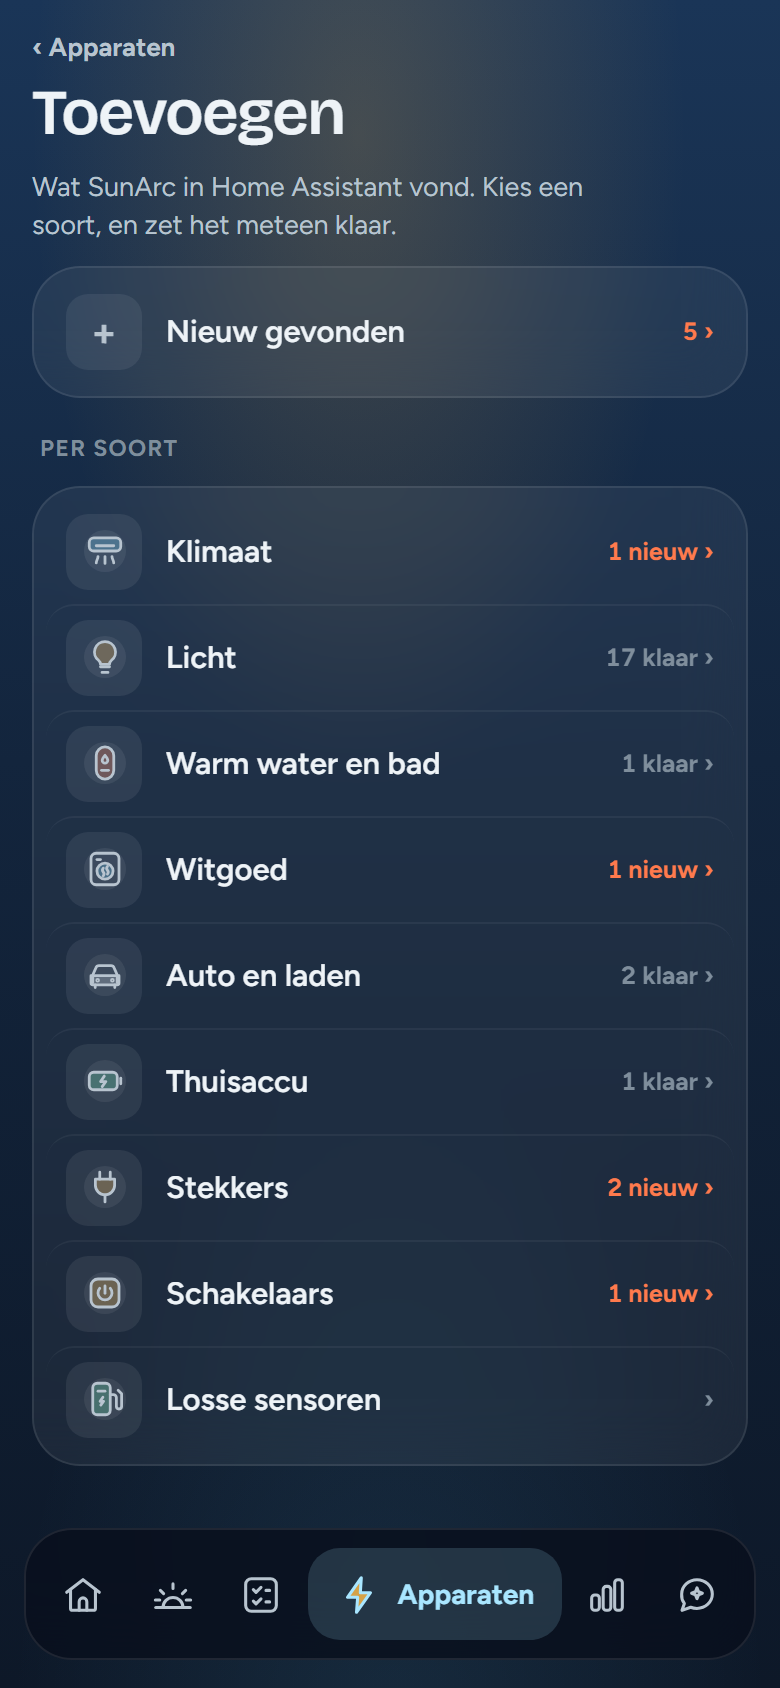 ‹ Apparaten
Toevoegen
Wat SunArc in Home Assistant vond. Kies een
soort, en zet het meteen klaar.
+ Nieuw gevonden 5 ›
PER SOORT
Klimaat 1 nieuw ›
Licht 17 klaar ›
Warm water en bad 1 klaar ›
Witgoed 1 nieuw ›
Auto en laden 2 klaar ›
Thuisaccu 1 klaar ›
Stekkers 2 nieuw ›
Schakelaars 1 nieuw ›
Losse sensoren ›
Apparaten